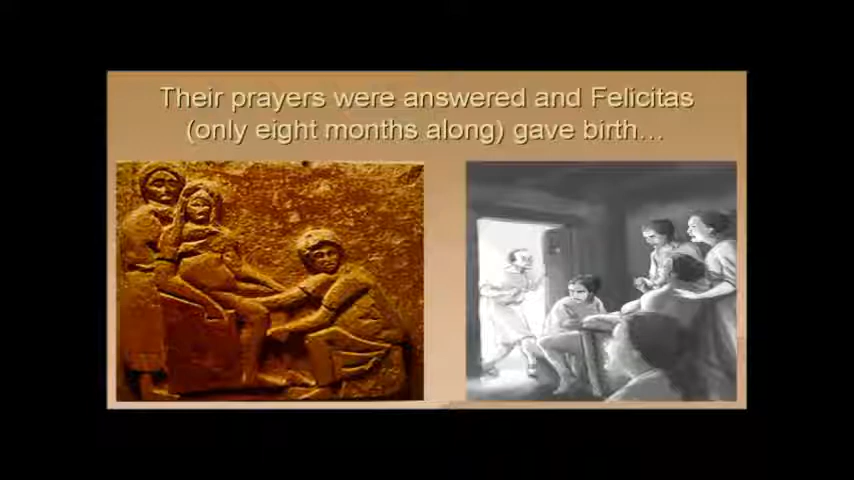 Their prayers were answered and Felicitas
(only eight months along) gave birth...